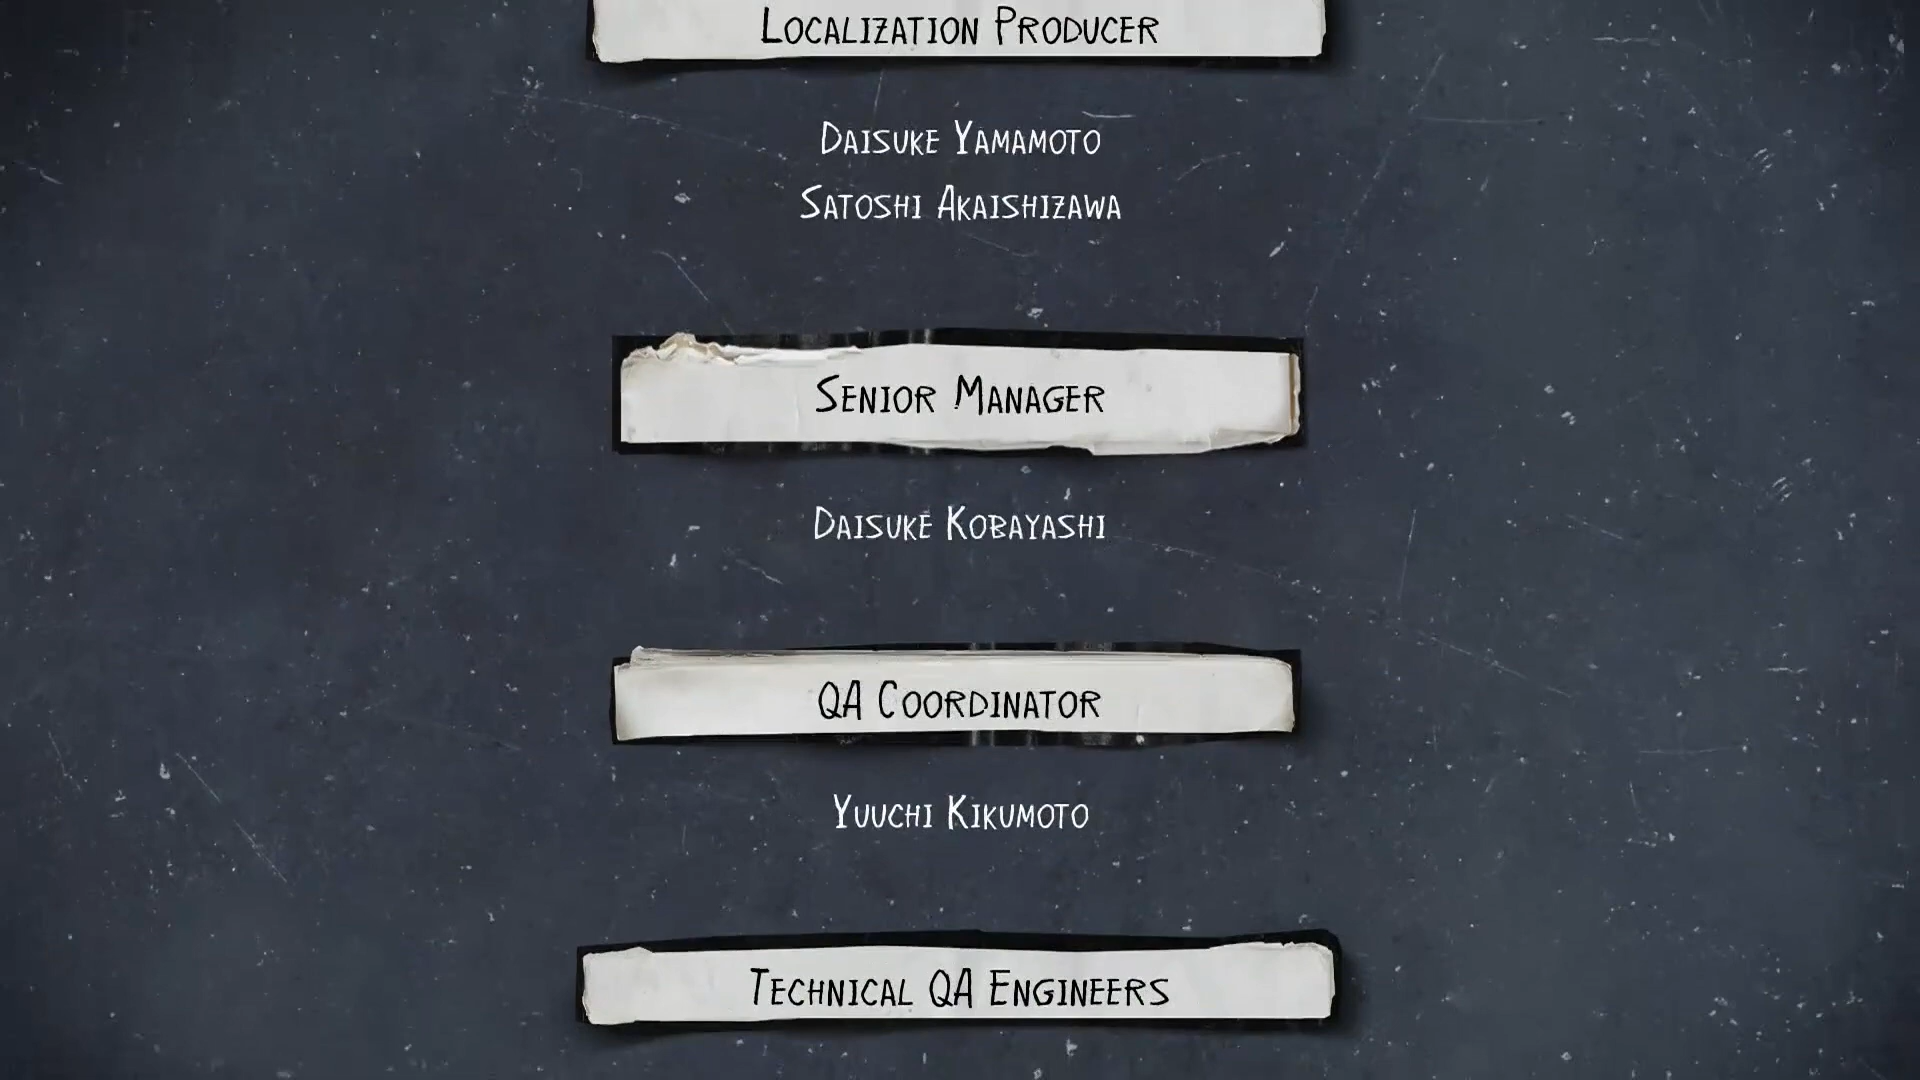 Localization Producer
Daisuke Yamamoto
Satoshi Akaishizawa
Senior Manager
Daisuke Kobayashi
QA Coordinator
Yuuchi Kikumoto
Technical QA Engineers